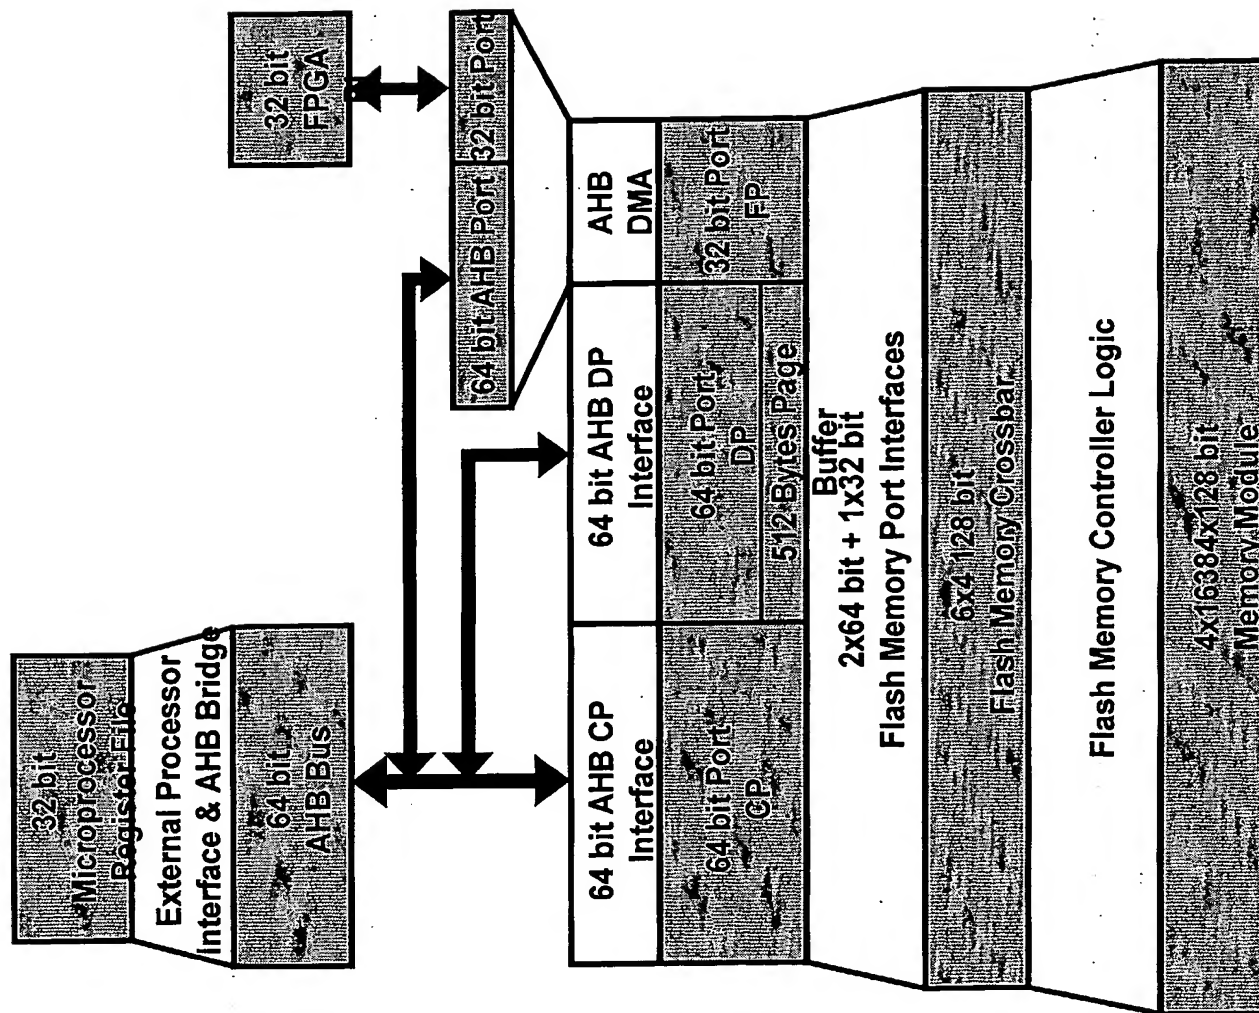 32 bit
Microprocessor
Register File
External Processor
Interface & AHB Bridge
64 bit
AHB Bus
32 bit
FPGA
64 bit AHB Port
32 bit Port
64 bit AHB CP
Interface
64 bit AHB DP
Interface
AHB
DMA
64 bit Port
CP
64 bit Port
DP
512 Bytes Page
Buffer
32 bit Port
FP
2x64 bit + 1x32 bit
Flash Memory Port Interfaces
6x4 128 bit
Flash Memory Crossbar
Flash Memory Controller Logic
4x16384x128 bit
Memory Module